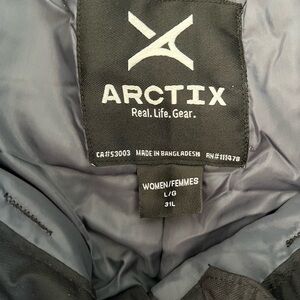 ARCTIX
Real. Life. Gear.
CA#53003 MADE IN BANGLADESH RN#111478
WOMEN/FEMMES
L/G
31L